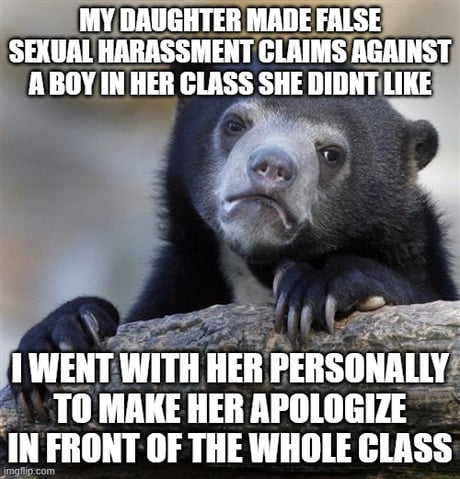 MY DAUGHTER MADE FALSE
SEXUAL HARASSMENT CLAIMS AGAINST
A BOY IN HER CLASS SHE DIDNT LIKE
I WENT WITH HER PERSONALLY
TO MAKE HER APOLOGIZE
IN FRONT OF THE WHOLE CLASS
imgflip.com